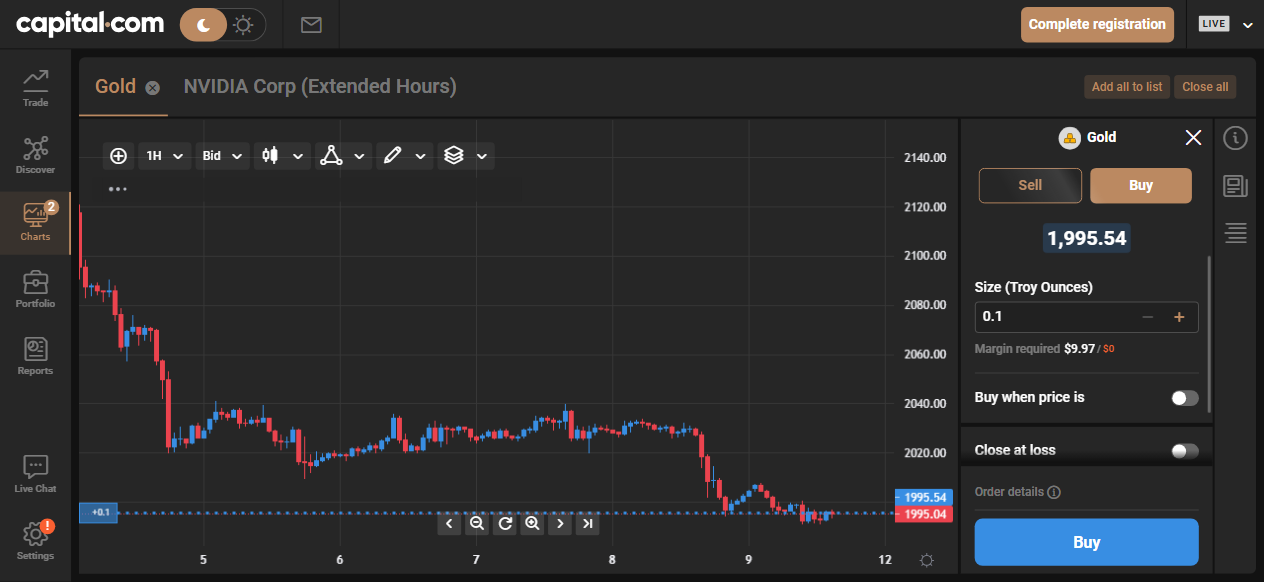 capital.com
Complete registration
LIVE
Trade
Discover
2
Charts
Portfolio
Reports
Live Chat
!
Settings
Gold
NVIDIA Corp (Extended Hours)
Add all to list
Close all
1H
Bid
2140.00
2120.00
2100.00
2080.00
2060.00
2040.00
2020.00
1995.54
1995.04
+0.1
5
6
7
8
9
12
Gold
Sell
Buy
1,995.54
Size (Troy Ounces)
0.1
Margin required $9.97 / $0
Buy when price is
Close at loss
Order details
Buy